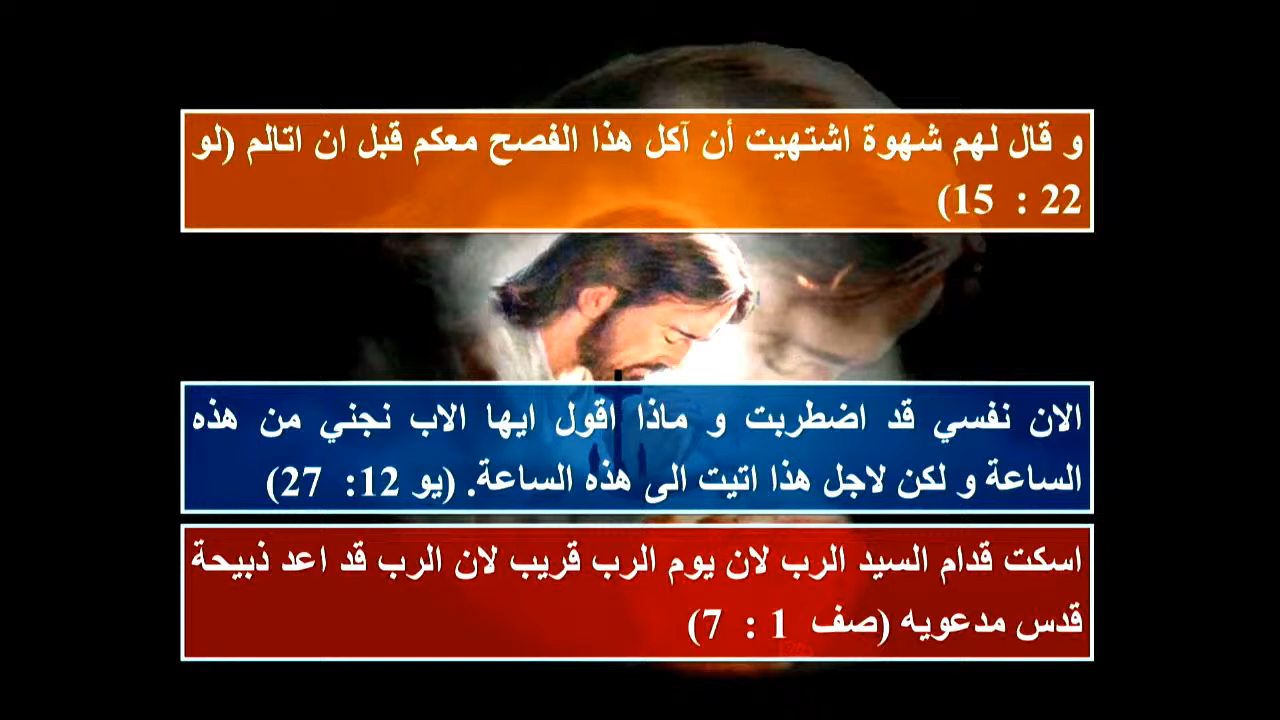 و قال لهم شهوة اشتهيت أن آكل هذا الفصح معكم قبل ان اتالم (لو
22 : 15)
الان نفسي قد اضطربت و ماذا اقول ايها الاب نجني من هذه
الساعة و لكن لاجل هذا اتيت الى هذه الساعة. (يو 12: 27)
اسكت قدام السيد الرب لان يوم الرب قريب لان الرب قد اعد ذبيحة
قدس مدعويه (صف 1 : 7)